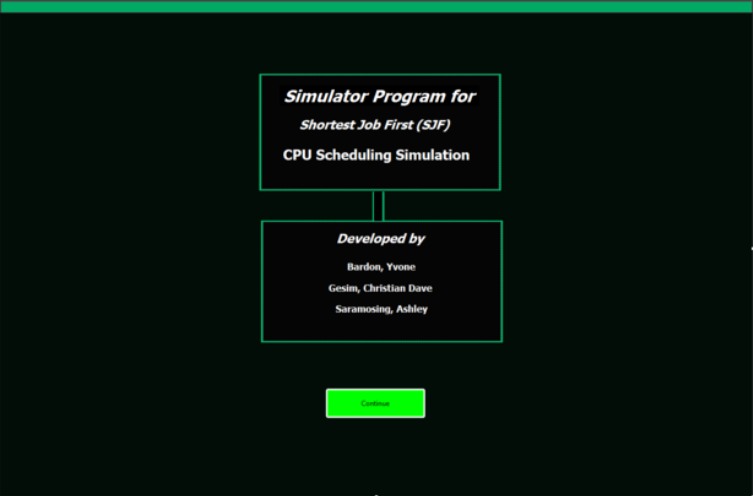 Simulator Program for
Shortest Job First (SJF)
CPU Scheduling Simulation
Developed by
Bardon, Yvone
Gesim, Christian Dave
Saramosing, Ashley
Continue